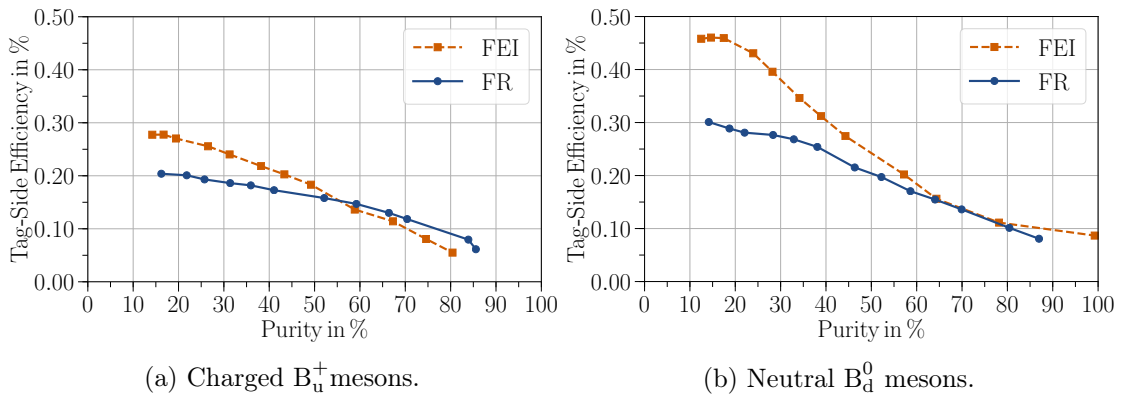 Tag-Side Efficiency in %
0.50
0.40
0.30
0.20
0.10
0.00
FEI
FR
0 10 20 30 40 50 60 70 80 90 100
Purity in %
(a) Charged B_u^+ mesons.
Tag-Side Efficiency in %
0.50
0.40
0.30
0.20
0.10
0.00
FEI
FR
0 10 20 30 40 50 60 70 80 90 100
Purity in %
(b) Neutral B_d^0 mesons.